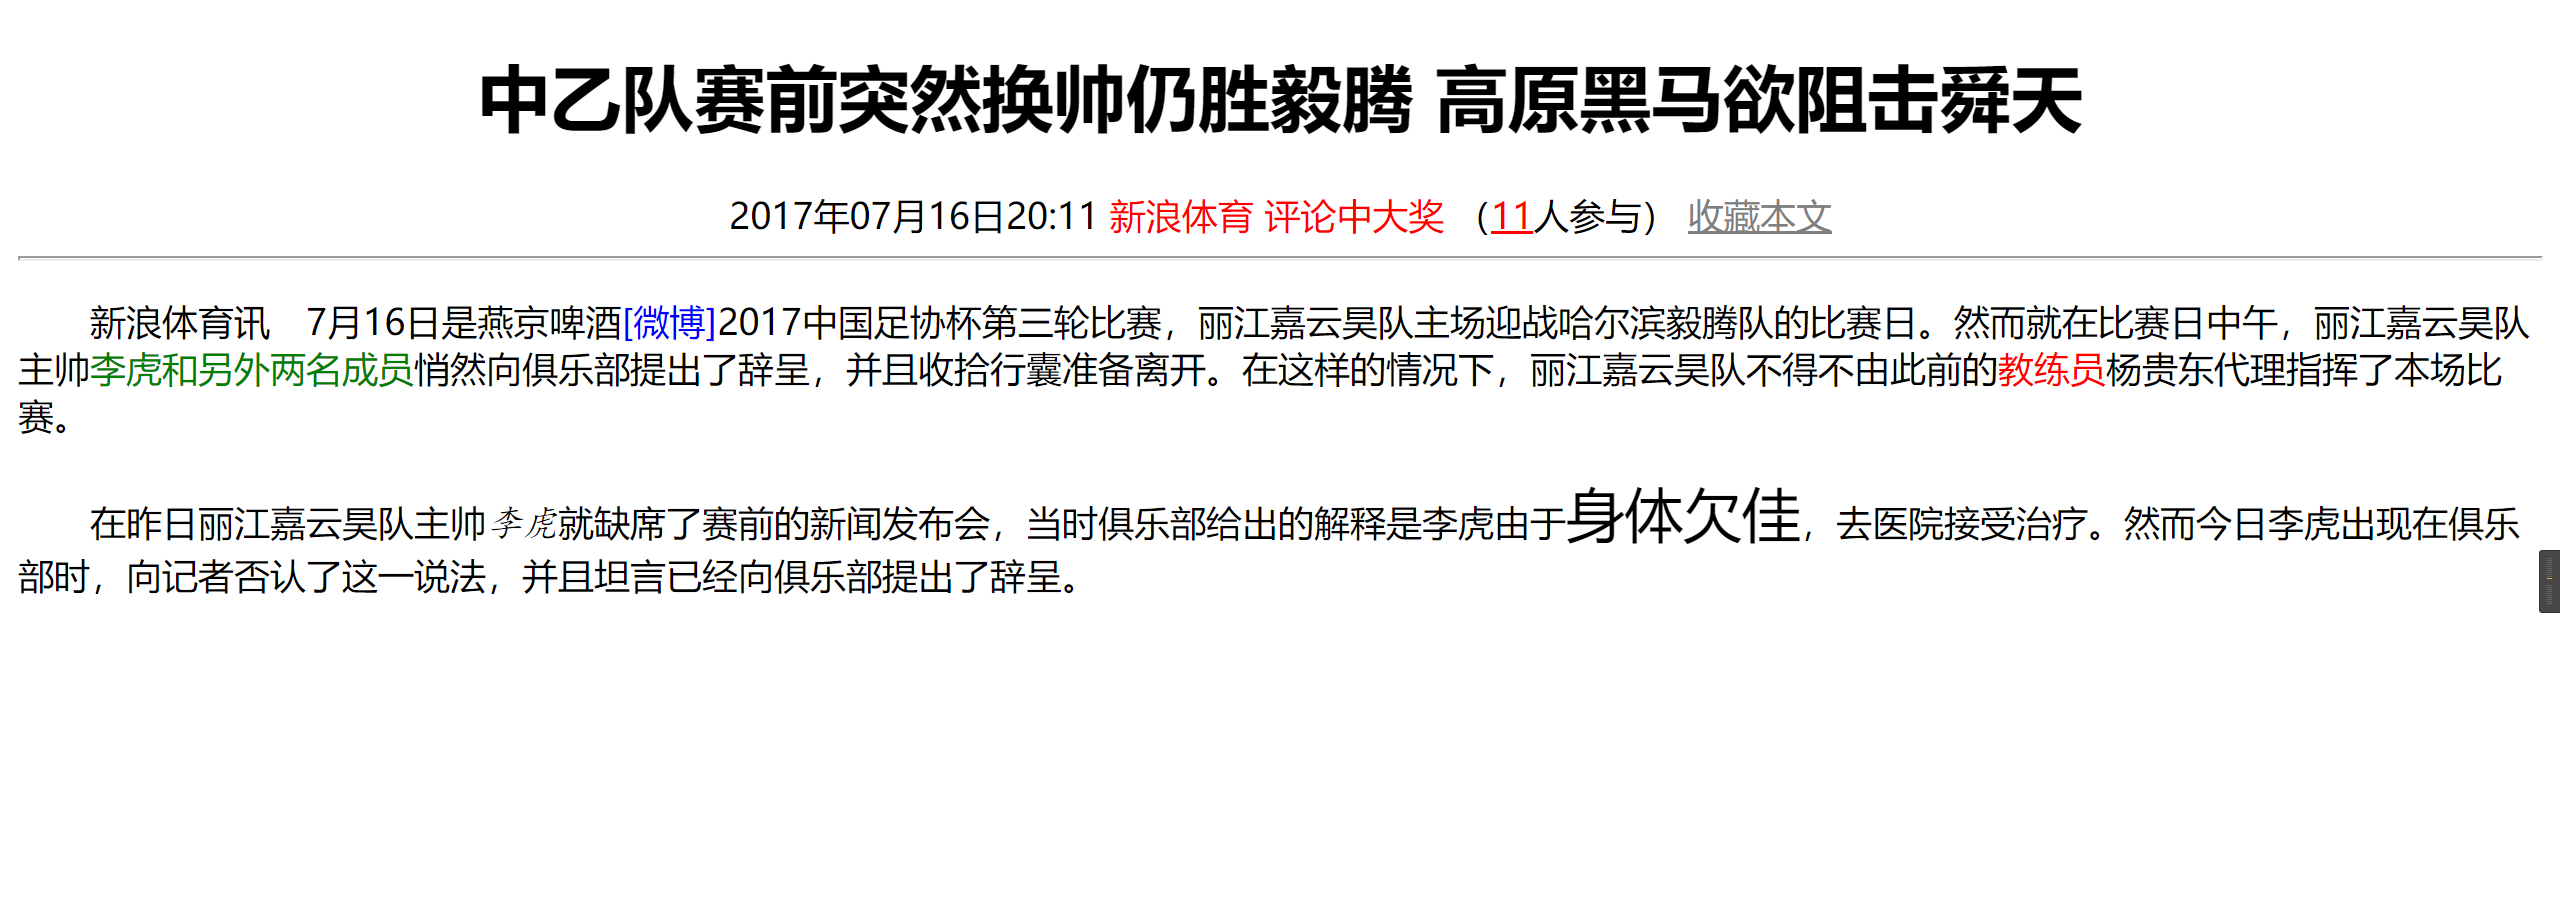 中乙队赛前突然换帅仍胜毅腾 高原黑马欲阻击舜天
2017年07月16日20:11 新浪体育 评论中大奖 （11人参与） 收藏本文
新浪体育讯　7月16日是燕京啤酒[微博]2017中国足协杯第三轮比赛，丽江嘉云昊队主场迎战哈尔滨毅腾队的比赛日。然而就在比赛日中午，丽江嘉云昊队
主帅李虎和另外两名成员悄然向俱乐部提出了辞呈，并且收拾行囊准备离开。在这样的情况下，丽江嘉云昊队不得不由此前的教练员杨贵东代理指挥了本场比
赛。
在昨日丽江嘉云昊队主帅李虎就缺席了赛前的新闻发布会，当时俱乐部给出的解释是李虎由于身体欠佳，去医院接受治疗。然而今日李虎出现在俱乐
部时，向记者否认了这一说法，并且坦言已经向俱乐部提出了辞呈。